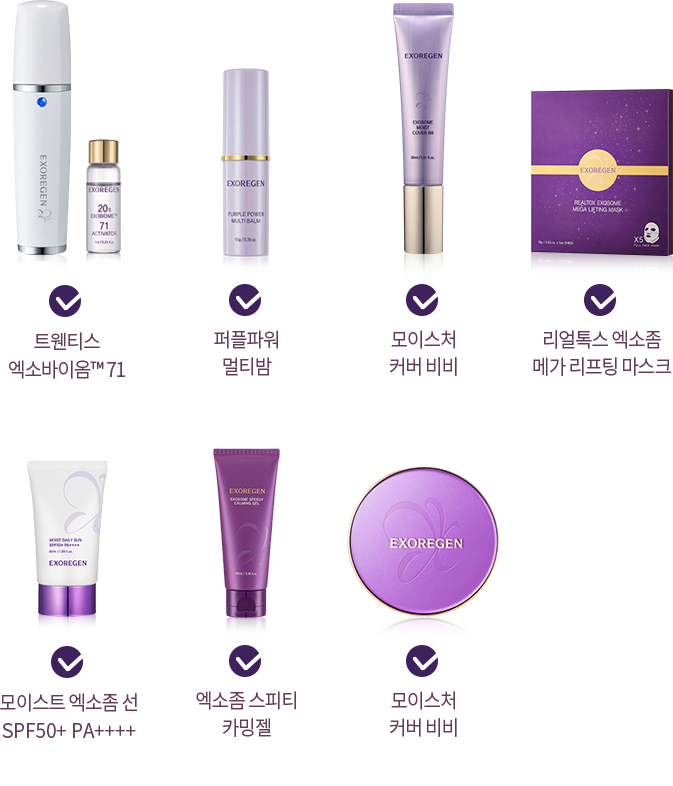 EXOREGEN
EXOREGEN
20s
EXOBIOME™
71
ACTIVATOR
EXOREGEN
PURPLE POWER
MULTI BALM
EXOREGEN
EXOSOME
MOIST
COVER BB
EXOREGEN
REALTOX EXOSOME
MEGA LIFTING MASK
X5
트웬티스
엑소바이옴™ 71
퍼플파워
멀티밤
모이스처
커버 비비
리얼톡스 엑소좀
메가 리프팅 마스크
MOIST DAILY SUN
SPF50+ PA++++
EXOREGEN
EXOREGEN
EXOSOME SPEEDY
CALMING GEL
EXOREGEN
모이스트 엑소좀 선
SPF50+ PA++++
엑소좀 스피티
카밍젤
모이스처
커버 비비